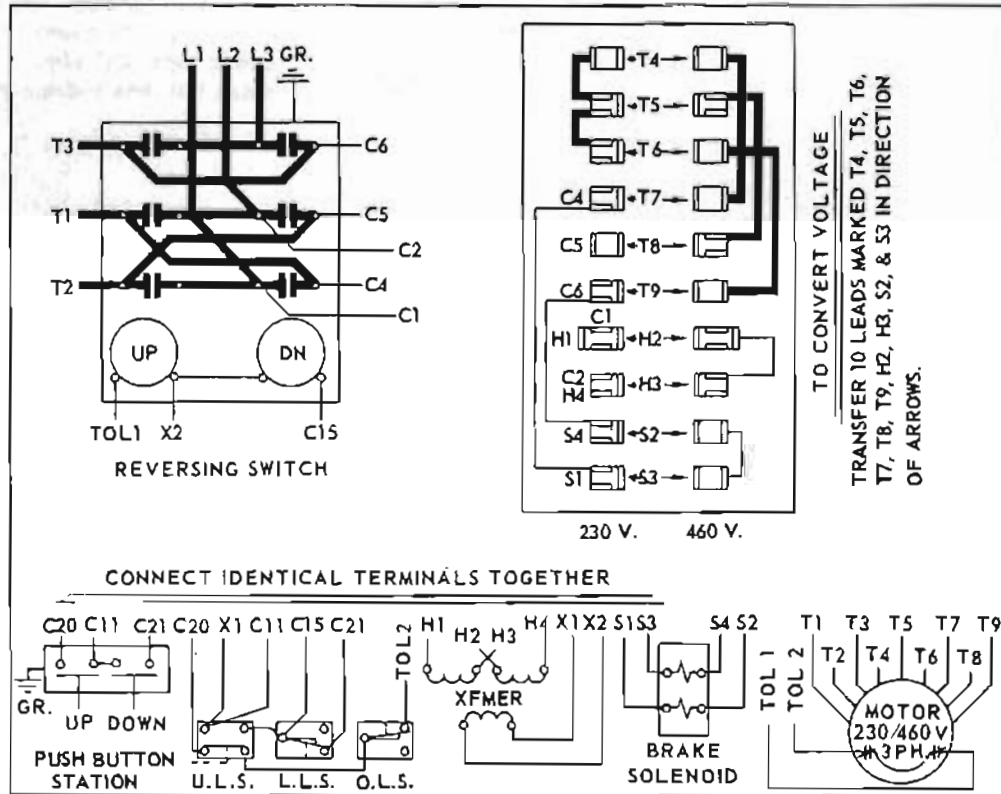 L1 L2 L3 GR.
T3
C6
T1
C5
C2
T2
C4
C1
UP
DN
TOL1 X2 C15
REVERSING SWITCH
T4
T5
T6
C4 T7
C5 T8
C6 T9
C1
H1 H2
C2
H4 H3
S4 S2
S1 S3
230 V. 460 V.
TO CONVERT VOLTAGE
TRANSFER 10 LEADS MARKED T4, T5, T6,
T7, T8, T9, H2, H3, S2, & S3 IN DIRECTION
OF ARROWS.
CONNECT IDENTICAL TERMINALS TOGETHER
C20 C11 C21 C20 X1 C11 C15 C21 TOL2 H1 H2 H3 H4 X1 X2 S1 S3 S4 S2 T1 T3 T5 T7 T9
T2 T4 T6 T8
TOL 1
TOL 2
GR.
UP DOWN
PUSH BUTTON
STATION
U.L.S. L.L.S. O.L.S.
XFMER
BRAKE
SOLENOID
MOTOR
230/460 V
3 PH.